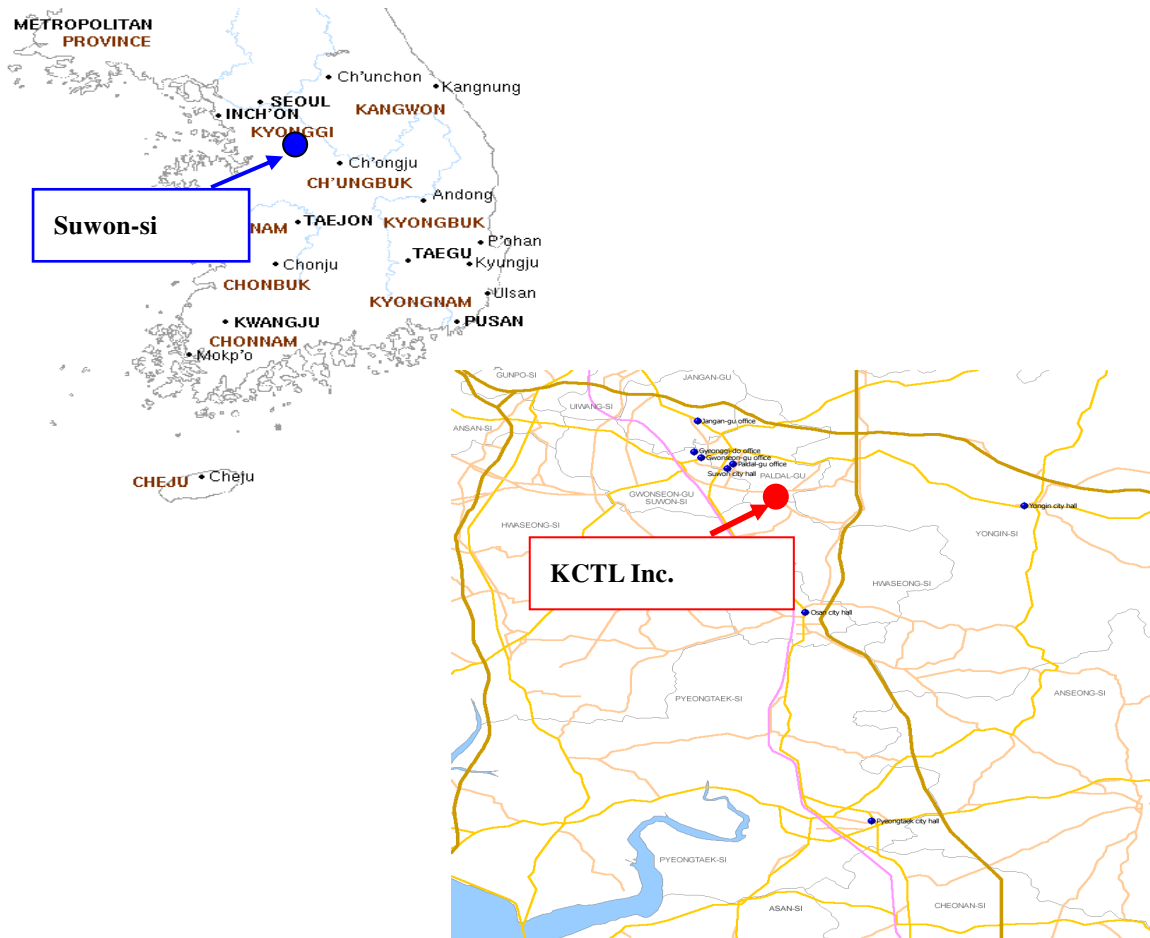 METROPOLITAN
PROVINCE
Ch'unchon
Kangnung
SEOUL
INCH'ON
KANGWON
KYONGGI
Ch'ongju
CH'UNGBUK
Andong
Suwon-si
NAM
TAEJON
KYONGBUK
P'ohan
TAEGU
Kyungju
Chonju
CHONBUK
Ulsan
KYONGNAM
KWANGJU
PUSAN
CHONNAM
Mokp'o
CHEJU
Cheju
GUNPO-SI
JANGAN-GU
UIWANG-SI
Jangan-gu office
ANSAN-SI
Gyeonggi-do office
Gwonseon-gu office
Paldal-gu office
Suwon city hall
PALDAL-GU
GWONSEON-GU
SUWON-SI
HWASEONG-SI
Yongin city hall
YONGIN-SI
KCTL Inc.
HWASEONG-SI
Osan city hall
PYEONGTAEK-SI
ANSEONG-SI
Pyeongtaek city hall
PYEONGTAEK-SI
ASAN-SI
CHEONAN-SI